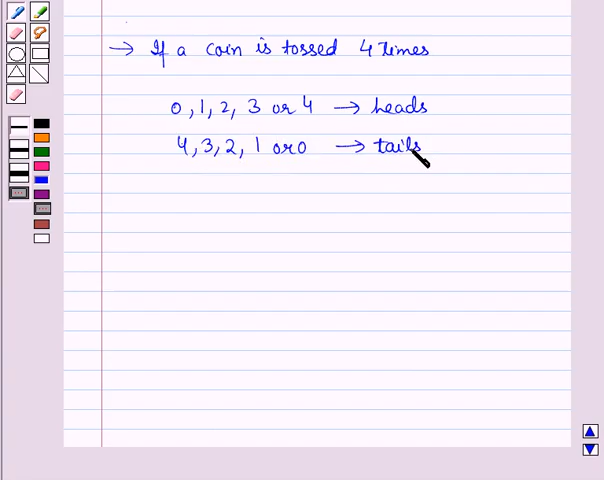 → If a coin is tossed 4 times
0, 1, 2, 3 or 4 → heads
4, 3, 2, 1 or 0 → tails